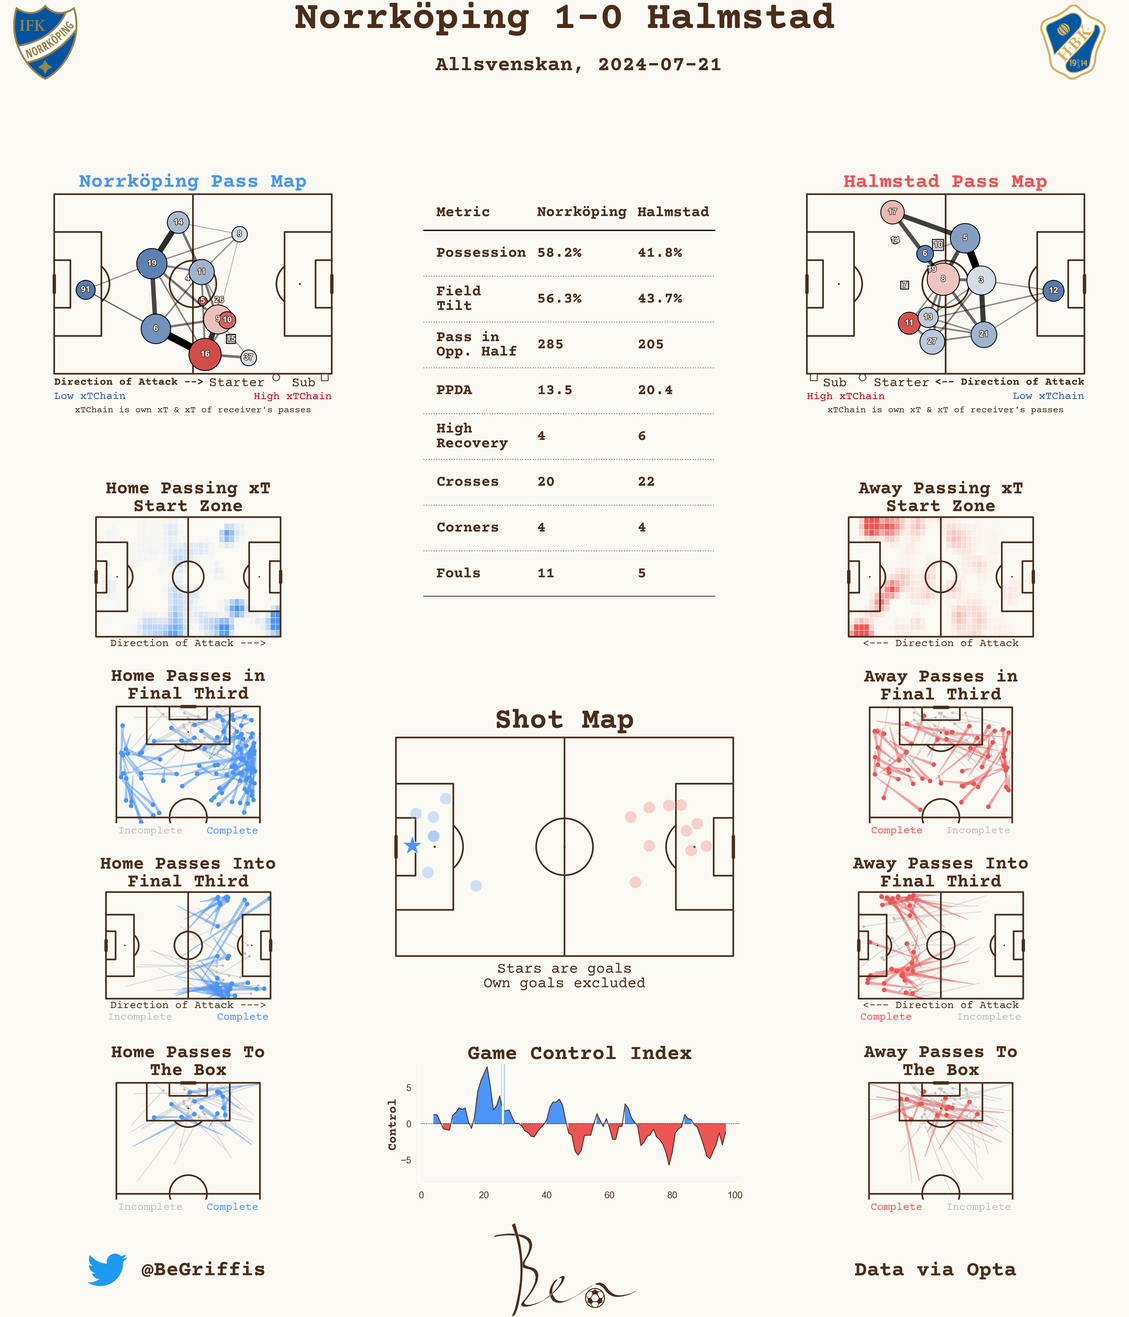 Norrköping 1-0 Halmstad
Allsvenskan, 2024-07-21
IFK
NORRKÖPING
HBK
1914
Norrköping Pass Map
14
8
19
11
4
91
5
26
9
10
6
15
16
37
Direction of Attack --> Starter Sub
Low xTChain High xTChain
xTChain is own xT & xT of receiver's passes
Metric Norrköping Halmstad
Possession 58.2% 41.8%
Field
Tilt 56.3% 43.7%
Pass in
Opp. Half 285 205
PPDA 13.5 20.4
High
Recovery 4 6
Crosses 20 22
Corners 4 4
Fouls 11 5
Halmstad Pass Map
17
14
10
5
6
8
3
12
11
13
27
21
Sub Starter <-- Direction of Attack
High xTChain Low xTChain
xTChain is own xT & xT of receiver's passes
Home Passing xT
Start Zone
Direction of Attack --->
Away Passing xT
Start Zone
<--- Direction of Attack
Home Passes in
Final Third
Incomplete Complete
Away Passes in
Final Third
Complete Incomplete
Shot Map
Stars are goals
Own goals excluded
Home Passes Into
Final Third
Direction of Attack --->
Incomplete Complete
Away Passes Into
Final Third
<--- Direction of Attack
Complete Incomplete
Home Passes To
The Box
Incomplete Complete
Game Control Index
Control
5
0
−5
0 20 40 60 80 100
Away Passes To
The Box
Complete Incomplete
@BeGriffis
Bea
Data via Opta